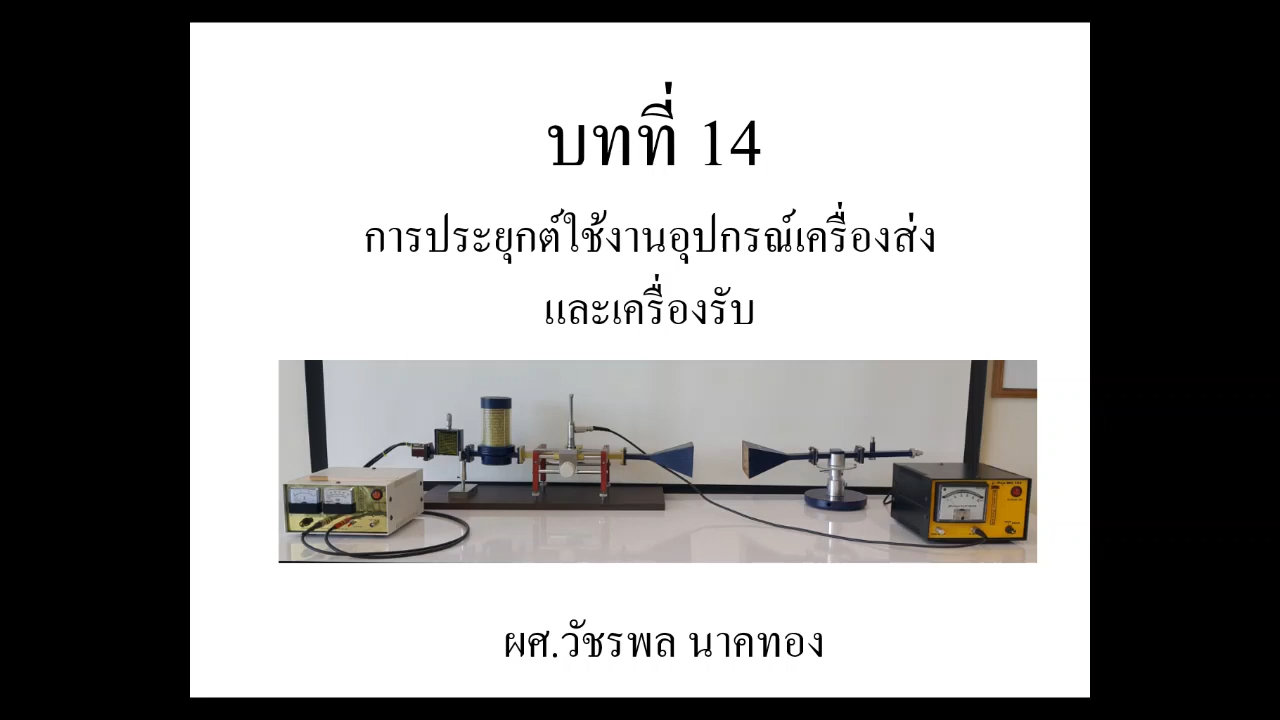 บทที่ 14
การประยุกต์ใช้งานอุปกรณ์เครื่องส่ง
และเครื่องรับ
ผศ.วัชรพล นาคทอง